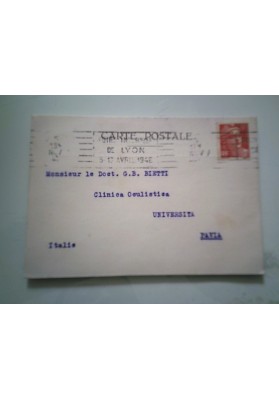 CARTE POSTALE
DE LYON
Monsieur le Doct. G.B. BIETTI
Clinica Oculistica
UNIVERSITA
PAVIA
Italie